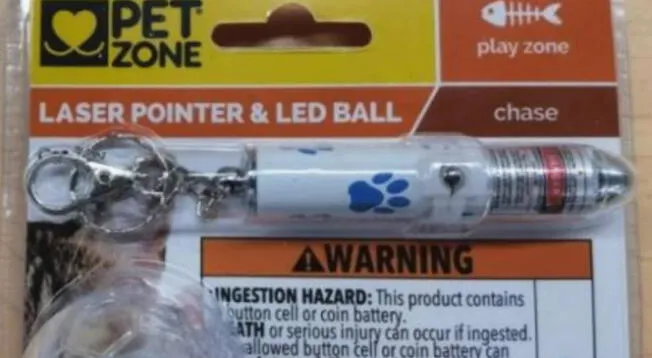 PET
ZONE
play zone
LASER POINTER & LED BALL
chase
WARNING
INGESTION HAZARD: This product contains
button cell or coin battery.
or serious injury can occur if ingested.
button cell or coin battery can